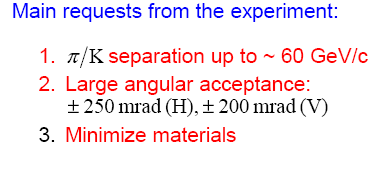 Main requests from the experiment:
1. π/K separation up to ~ 60 GeV/c
2. Large angular acceptance:
± 250 mrad (H), ± 200 mrad (V)
3. Minimize materials